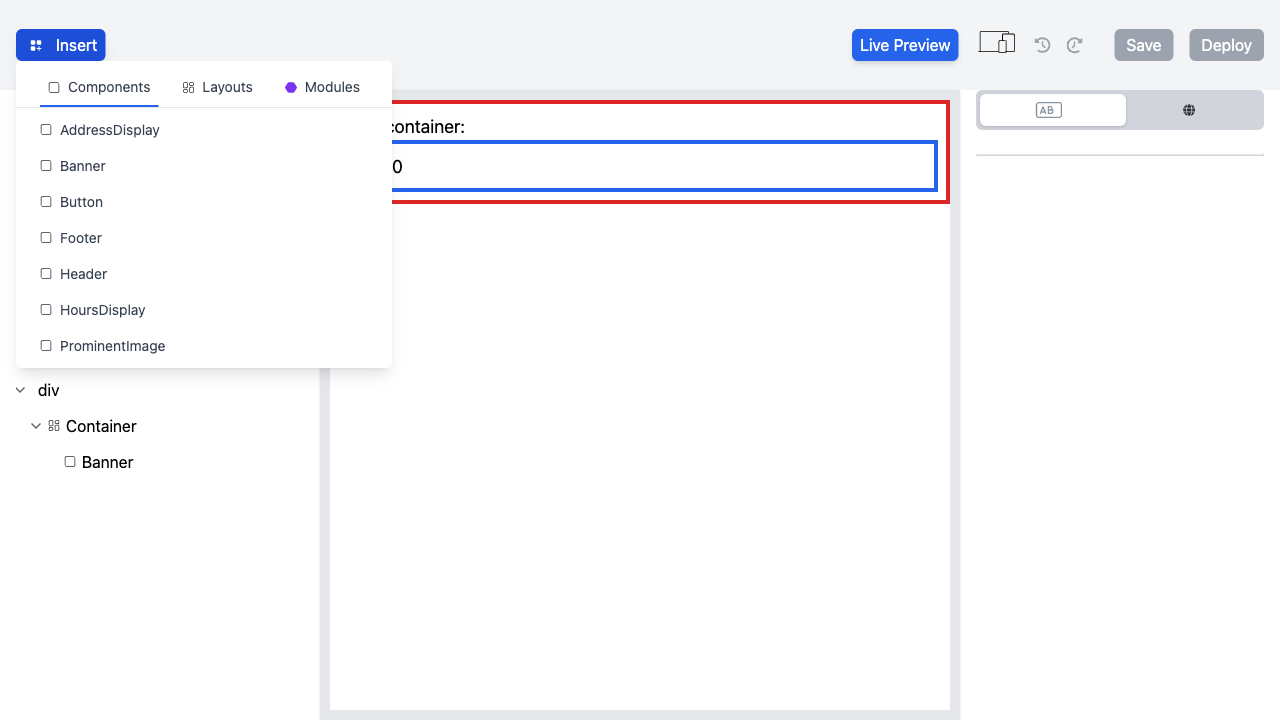 Insert
Live Preview
Save
Deploy
Components
Layouts
Modules
AB
AddressDisplay
container:
Banner
0
Button
Footer
Header
HoursDisplay
ProminentImage
div
Container
Banner